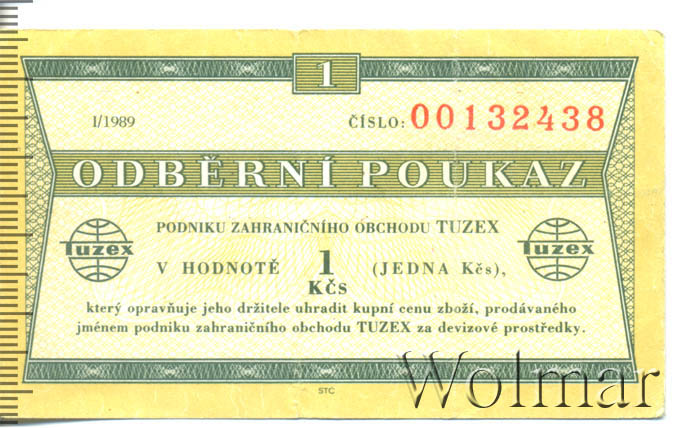 1
I/1989
ČÍSLO: 00132438
ODBĚRNÍ POUKAZ
PODNIKU ZAHRANIČNÍHO OBCHODU TUZEX
Tuzex
Tuzex
V HODNOTĚ 1 Kčs (JEDNA Kčs),
který opravňuje jeho držitele uhradit kupní cenu zboží, prodávaného
jménem podniku zahraničního obchodu TUZEX za devizové prostředky.
STC
Wolmar